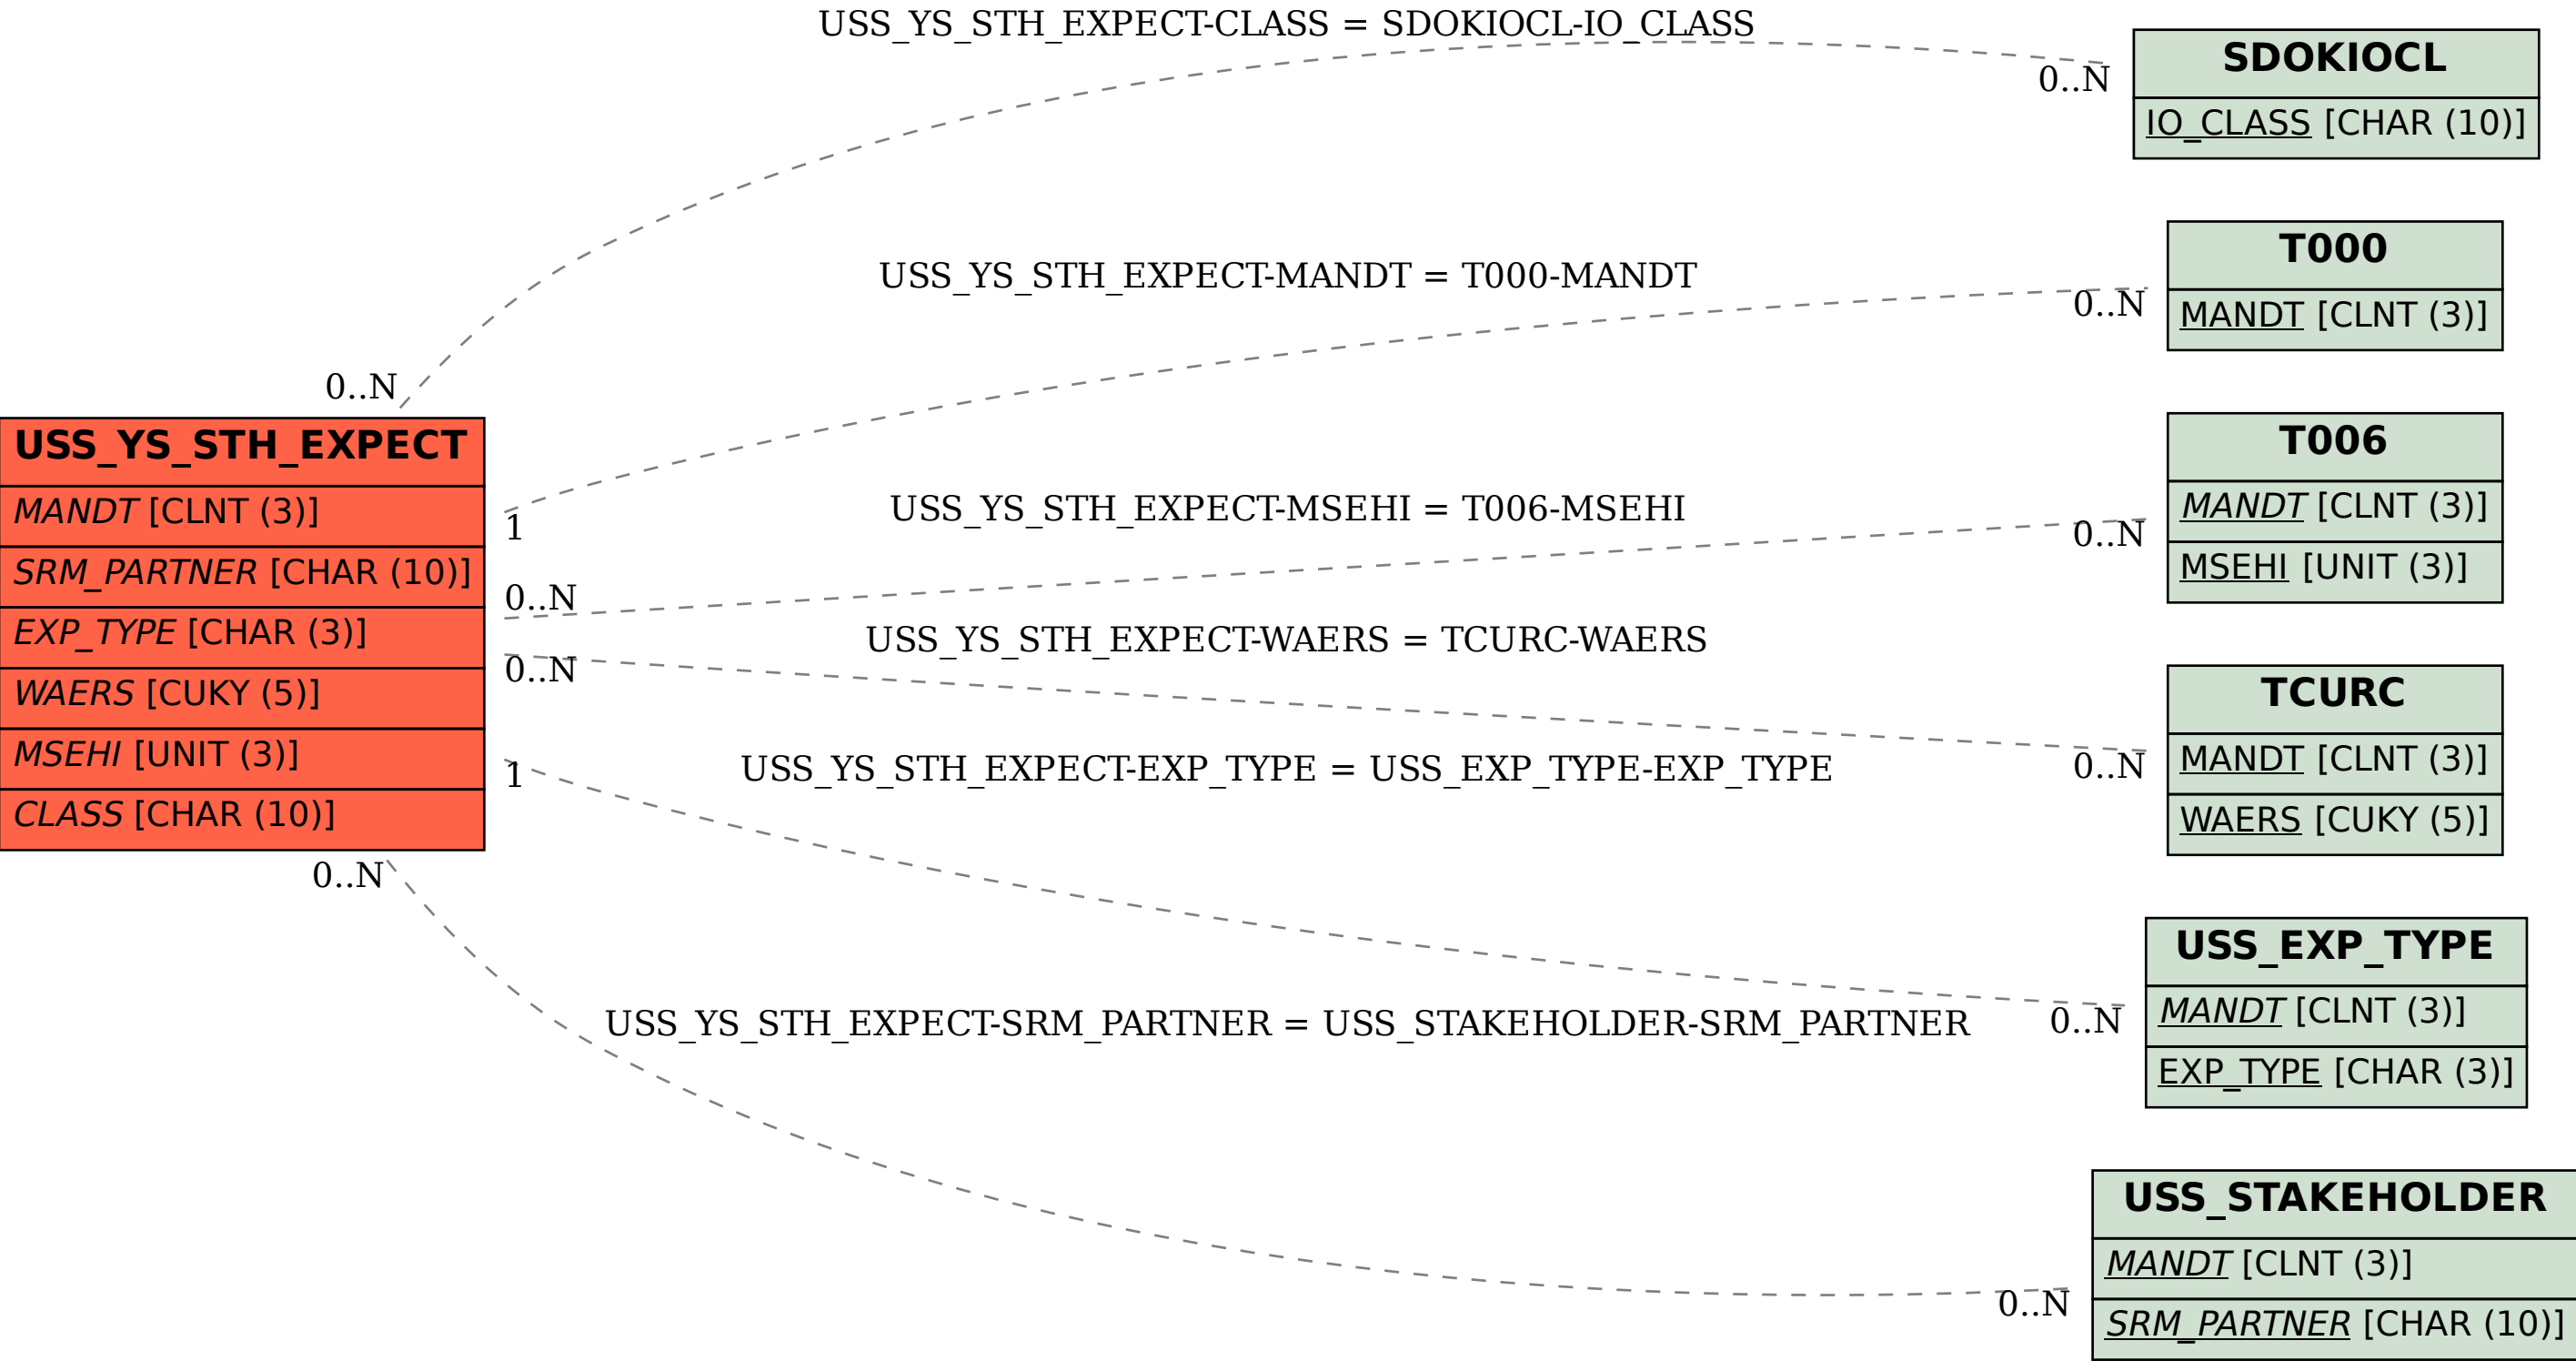 USS_YS_STH_EXPECT-CLASS = SDOKIOCL-IO_CLASS
SDOKIOCL
0..N
IO_CLASS [CHAR (10)]
T000
USS_YS_STH_EXPECT-MANDT = T000-MANDT
0..N
MANDT [CLNT (3)]
0..N
USS_YS_STH_EXPECT
MANDT [CLNT (3)]
SRM_PARTNER [CHAR (10)]
EXP_TYPE [CHAR (3)]
WAERS [CUKY (5)]
MSEHI [UNIT (3)]
CLASS [CHAR (10)]
1
0..N
0..N
1
0..N
T006
USS_YS_STH_EXPECT-MSEHI = T006-MSEHI
0..N
MANDT [CLNT (3)]
MSEHI [UNIT (3)]
USS_YS_STH_EXPECT-WAERS = TCURC-WAERS
TCURC
0..N
MANDT [CLNT (3)]
WAERS [CUKY (5)]
USS_YS_STH_EXPECT-EXP_TYPE = USS_EXP_TYPE-EXP_TYPE
USS_EXP_TYPE
0..N
MANDT [CLNT (3)]
EXP_TYPE [CHAR (3)]
USS_YS_STH_EXPECT-SRM_PARTNER = USS_STAKEHOLDER-SRM_PARTNER
USS_STAKEHOLDER
0..N
MANDT [CLNT (3)]
SRM_PARTNER [CHAR (10)]